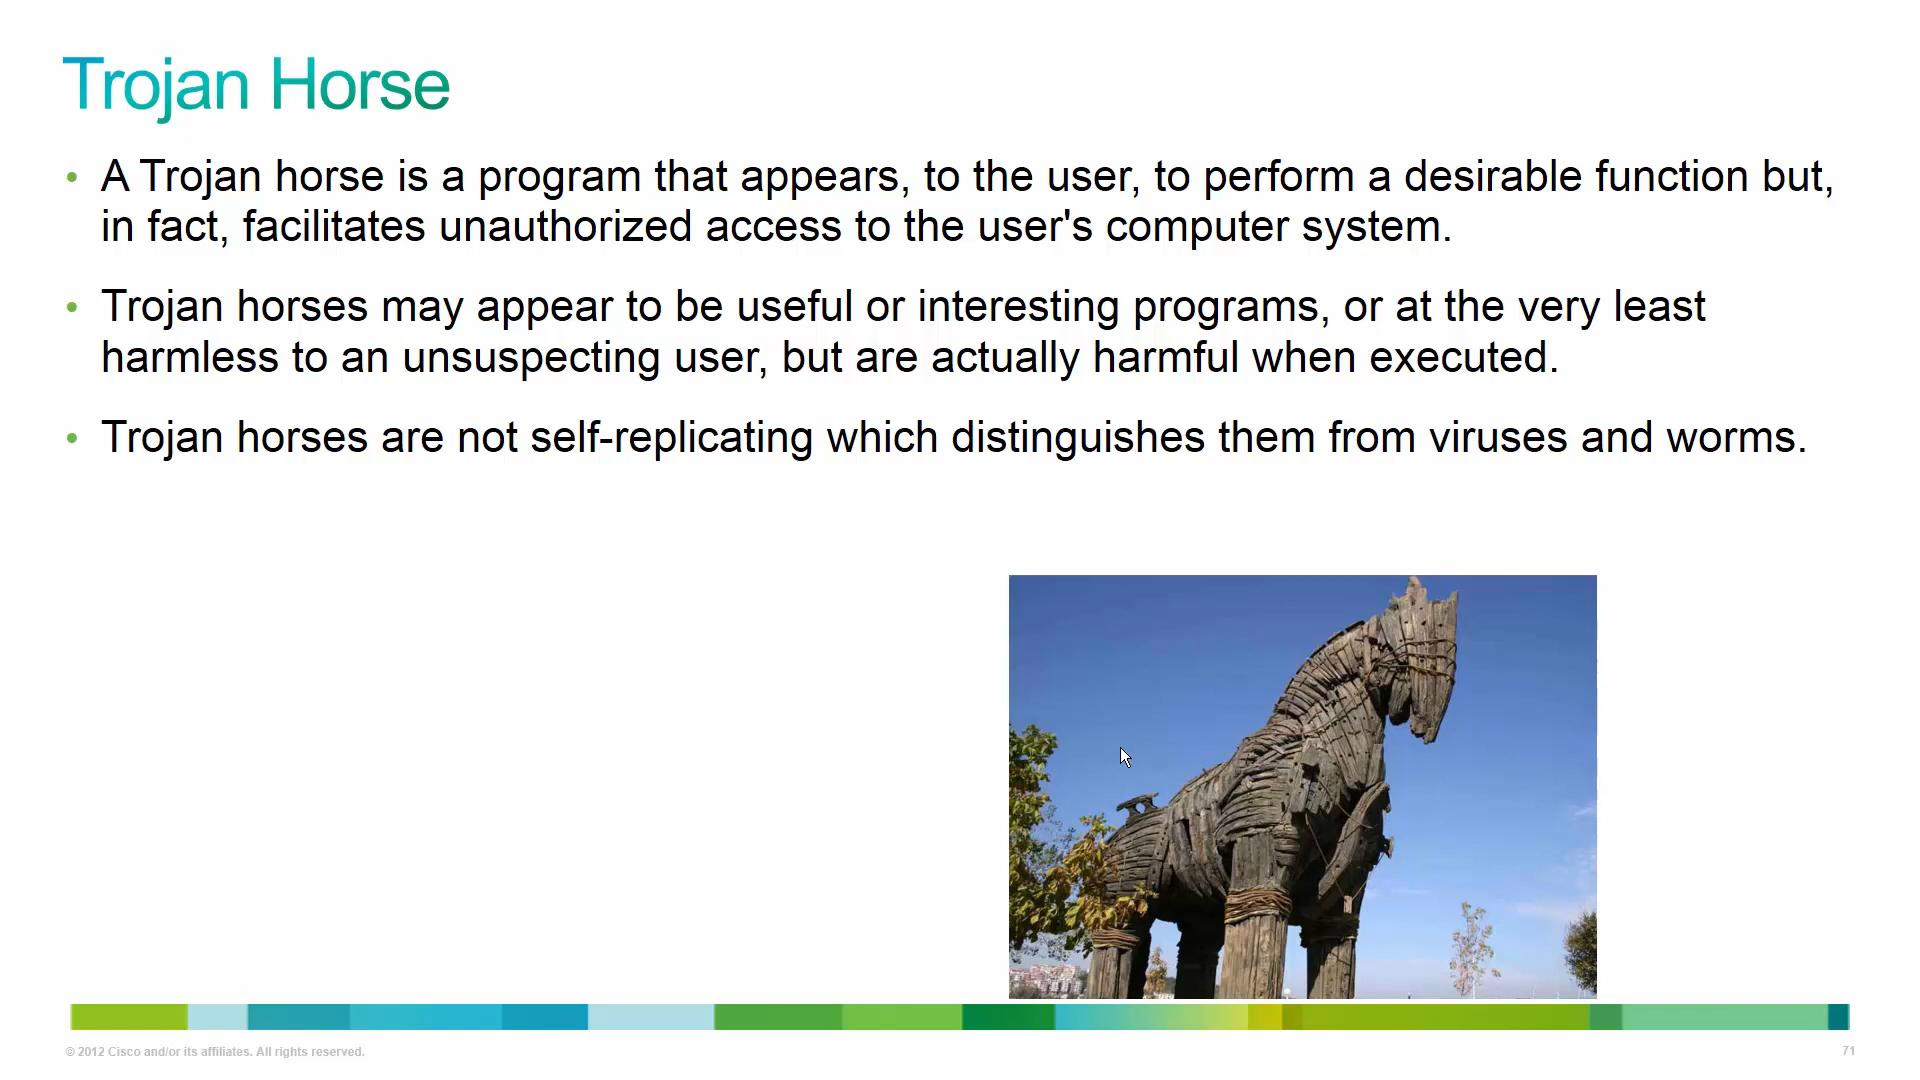 Trojan Horse
• A Trojan horse is a program that appears, to the user, to perform a desirable function but,
in fact, facilitates unauthorized access to the user's computer system.
• Trojan horses may appear to be useful or interesting programs, or at the very least
harmless to an unsuspecting user, but are actually harmful when executed.
• Trojan horses are not self-replicating which distinguishes them from viruses and worms.
© 2012 Cisco and/or its affiliates. All rights reserved.
71